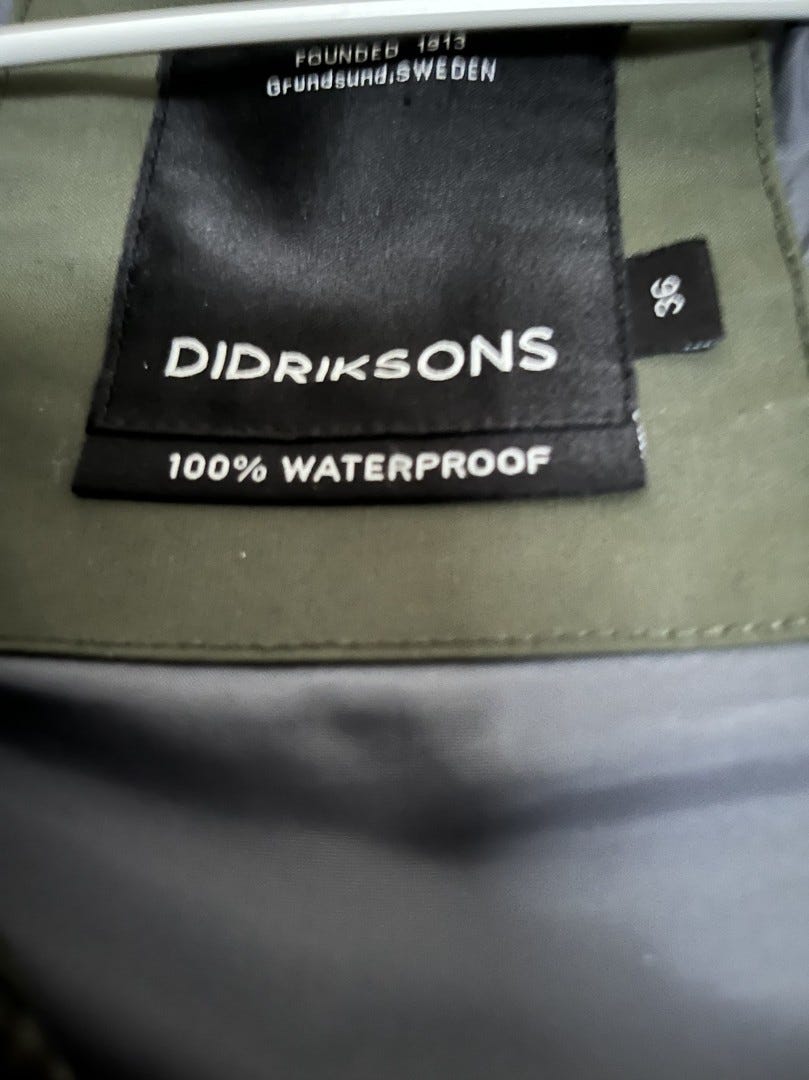 FOUNDED 1913
Grundsund, SWEDEN
DIDRIKSONS
36
100% WATERPROOF